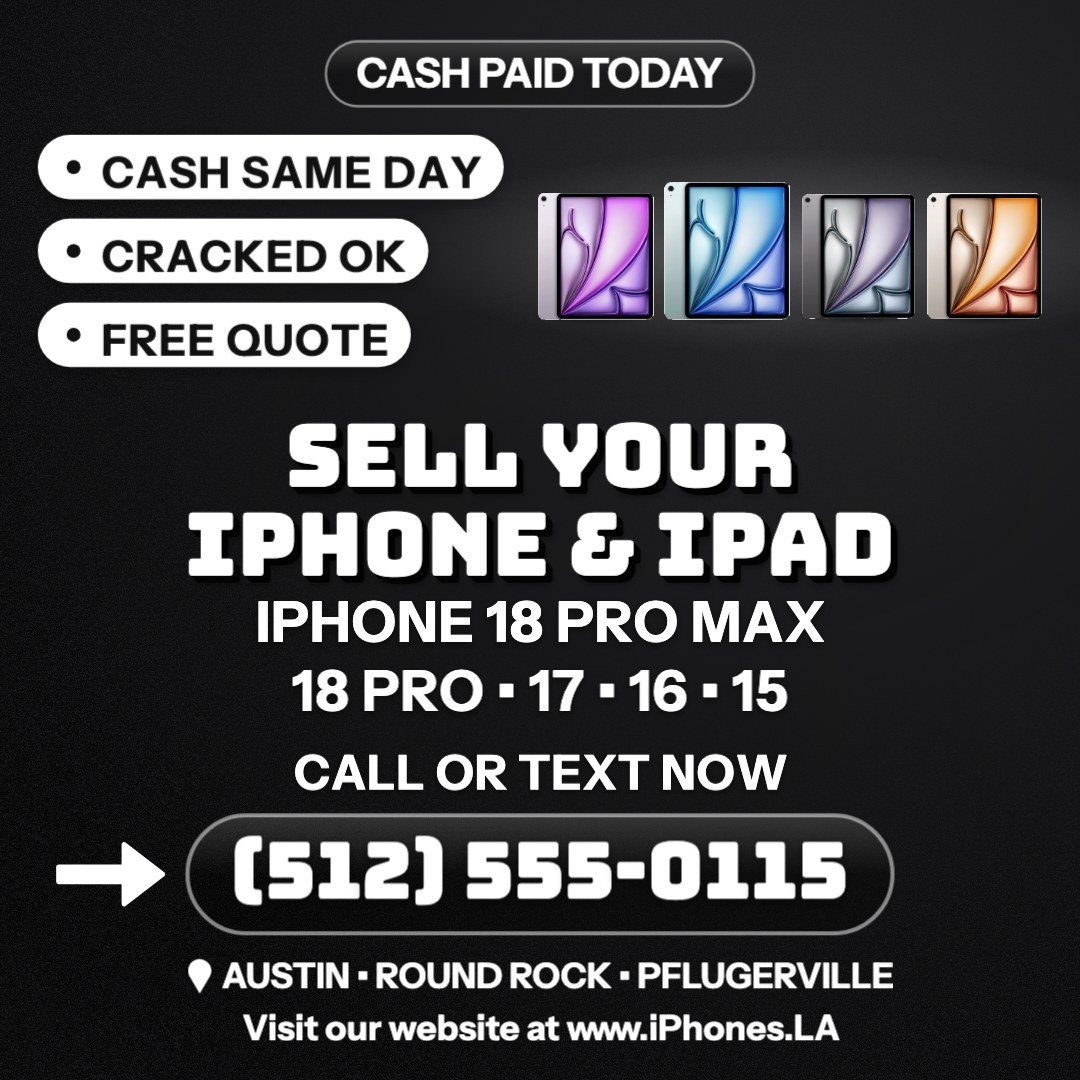 CASH PAID TODAY
• CASH SAME DAY
• CRACKED OK
• FREE QUOTE
SELL YOUR
IPHONE & IPAD
IPHONE 18 PRO MAX
18 PRO ▪ 17 ▪ 16 ▪ 15
CALL OR TEXT NOW
(512) 555-0115
AUSTIN ▪ ROUND ROCK ▪ PFLUGERVILLE
Visit our website at www.iPhones.LA